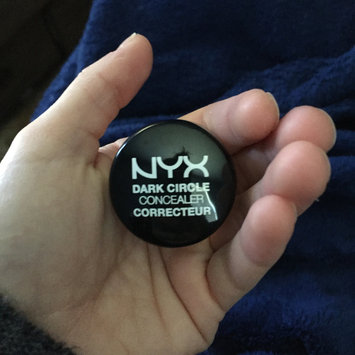 NYX
DARK CIRCLE
CONCEALER
CORRECTEUR